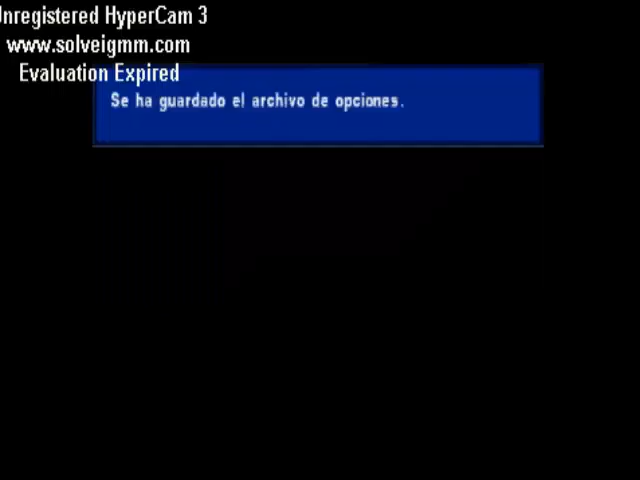 Unregistered HyperCam 3
www.solveigmm.com
Evaluation Expired
Se ha guardado el archivo de opciones.